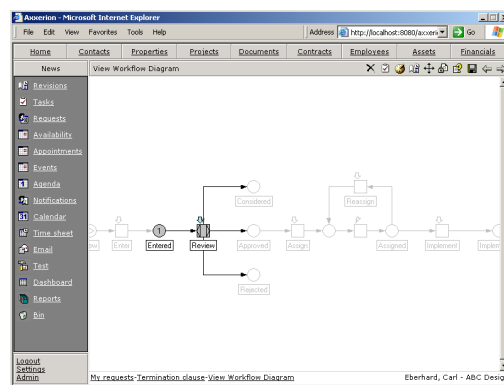 Axxerion - Microsoft Internet Explorer
File Edit View Favorites Tools Help Address http://localhost:8080/axxerio Go
Home Contacts Properties Projects Documents Contracts Employees Assets Financials
News View Workflow Diagram
Revisions
Tasks
Requests
Availability
Appointments
Events
Agenda
Notifications
Calendar
Time sheet
Email
Test
Dashboard
Reports
Bin
Considered Reassign
1
Enter Entered Review Approved Assign Assigned Implement
Rejected
Logout
Settings
Admin
My requests-Termination clause-View Workflow Diagram Eberhard, Carl - ABC Desig